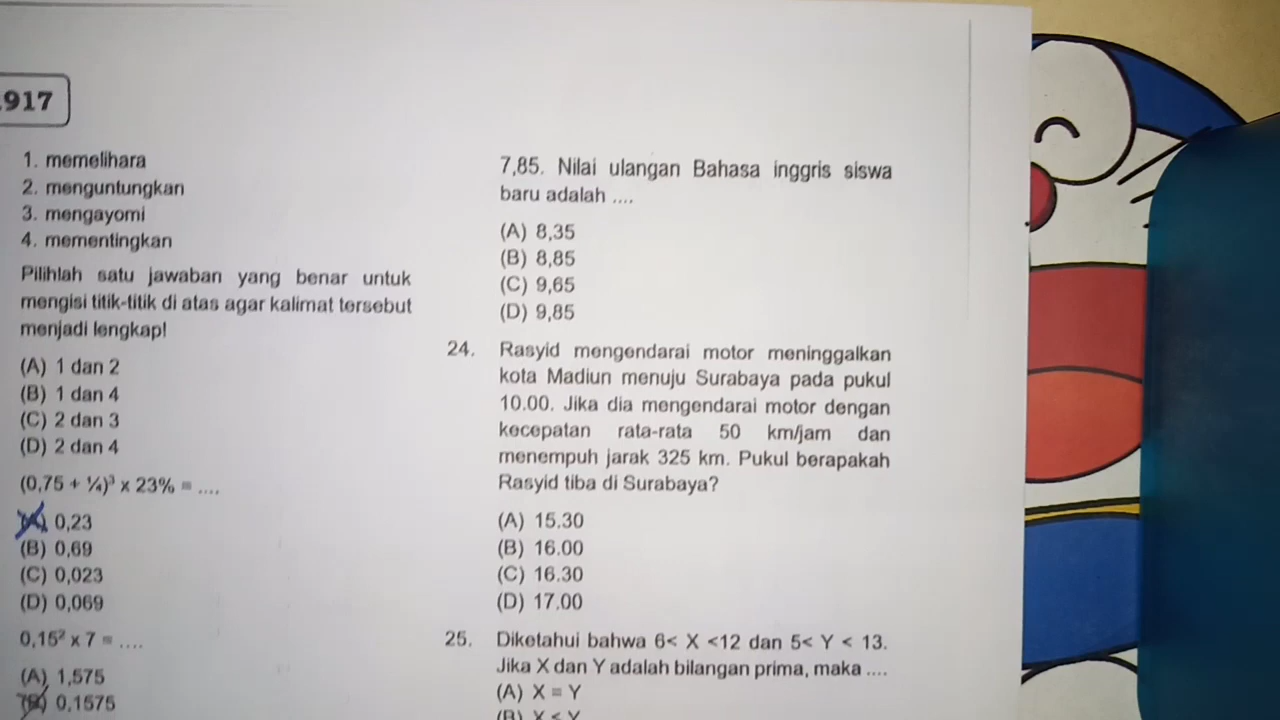 .917
1. memelihara
2. menguntungkan
3. mengayomi
4. mementingkan
Pilihlah satu jawaban yang benar untuk
mengisi titik-titik di atas agar kalimat tersebut
menjadi lengkap!
(A) 1 dan 2
(B) 1 dan 4
(C) 2 dan 3
(D) 2 dan 4
(0,75 + ¼)³ x 23% = ....
(A) 0,23
(B) 0,69
(C) 0,023
(D) 0,069
0,15² x 7 = ....
(A) 1,575
(B) 0,1575
7,85. Nilai ulangan Bahasa inggris siswa
baru adalah ....
(A) 8,35
(B) 8,85
(C) 9,65
(D) 9,85
24. Rasyid mengendarai motor meninggalkan
kota Madiun menuju Surabaya pada pukul
10.00. Jika dia mengendarai motor dengan
kecepatan rata-rata 50 km/jam dan
menempuh jarak 325 km. Pukul berapakah
Rasyid tiba di Surabaya?
(A) 15.30
(B) 16.00
(C) 16.30
(D) 17.00
25. Diketahui bahwa 6< X <12 dan 5< Y < 13.
Jika X dan Y adalah bilangan prima, maka ....
(A) X = Y
(B) X < Y